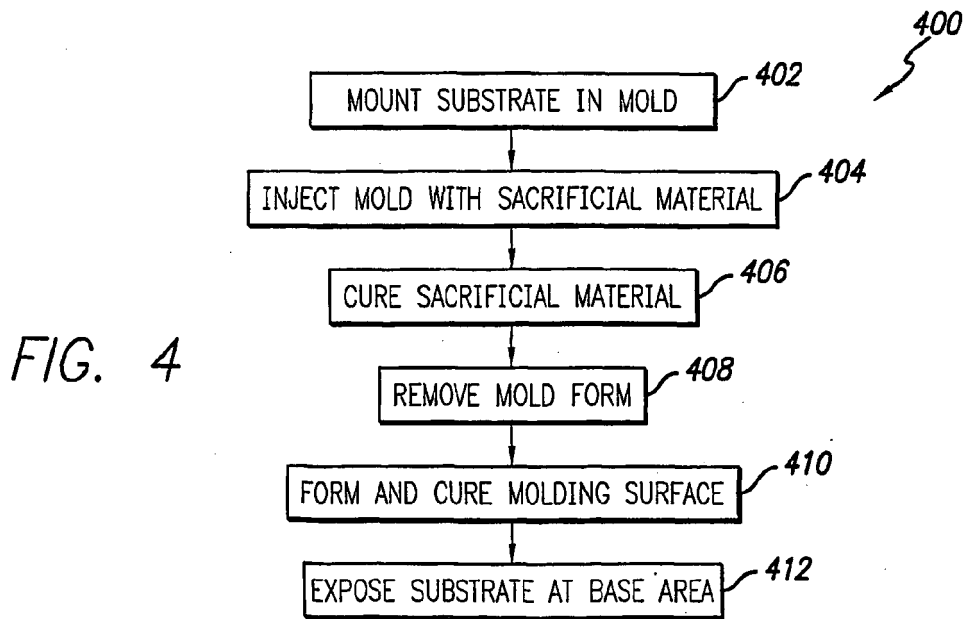 400
402
MOUNT SUBSTRATE IN MOLD
404
INJECT MOLD WITH SACRIFICIAL MATERIAL
406
CURE SACRIFICIAL MATERIAL
FIG. 4
408
REMOVE MOLD FORM
410
FORM AND CURE MOLDING SURFACE
412
EXPOSE SUBSTRATE AT BASE AREA